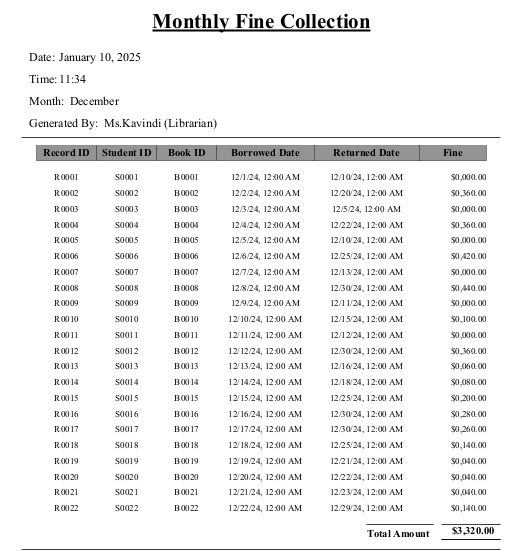 Monthly Fine Collection
Date: January 10, 2025
Time: 11:34
Month: December
Generated By: Ms.Kavindi (Librarian)
Record ID Student ID Book ID Borrowed Date Returned Date Fine
R0001 S0001 B0001 12/1/24, 12:00 AM 12/10/24, 12:00 AM $0,000.00
R0002 S0002 B0002 12/2/24, 12:00 AM 12/20/24, 12:00 AM $0,360.00
R0003 S0003 B0003 12/3/24, 12:00 AM 12/5/24, 12:00 AM $0,000.00
R0004 S0004 B0004 12/4/24, 12:00 AM 12/22/24, 12:00 AM $0,360.00
R0005 S0005 B0005 12/5/24, 12:00 AM 12/10/24, 12:00 AM $0,000.00
R0006 S0006 B0006 12/6/24, 12:00 AM 12/25/24, 12:00 AM $0,420.00
R0007 S0007 B0007 12/7/24, 12:00 AM 12/13/24, 12:00 AM $0,000.00
R0008 S0008 B0008 12/8/24, 12:00 AM 12/30/24, 12:00 AM $0,440.00
R0009 S0009 B0009 12/9/24, 12:00 AM 12/11/24, 12:00 AM $0,000.00
R0010 S0010 B0010 12/10/24, 12:00 AM 12/15/24, 12:00 AM $0,100.00
R0011 S0011 B0011 12/11/24, 12:00 AM 12/12/24, 12:00 AM $0,000.00
R0012 S0012 B0012 12/12/24, 12:00 AM 12/30/24, 12:00 AM $0,360.00
R0013 S0013 B0013 12/13/24, 12:00 AM 12/16/24, 12:00 AM $0,060.00
R0014 S0014 B0014 12/14/24, 12:00 AM 12/18/24, 12:00 AM $0,080.00
R0015 S0015 B0015 12/15/24, 12:00 AM 12/25/24, 12:00 AM $0,200.00
R0016 S0016 B0016 12/16/24, 12:00 AM 12/30/24, 12:00 AM $0,280.00
R0017 S0017 B0017 12/17/24, 12:00 AM 12/30/24, 12:00 AM $0,260.00
R0018 S0018 B0018 12/18/24, 12:00 AM 12/25/24, 12:00 AM $0,140.00
R0019 S0019 B0019 12/19/24, 12:00 AM 12/21/24, 12:00 AM $0,040.00
R0020 S0020 B0020 12/20/24, 12:00 AM 12/22/24, 12:00 AM $0,040.00
R0021 S0021 B0021 12/21/24, 12:00 AM 12/23/24, 12:00 AM $0,040.00
R0022 S0022 B0022 12/22/24, 12:00 AM 12/29/24, 12:00 AM $0,140.00
Total Amount $3,320.00